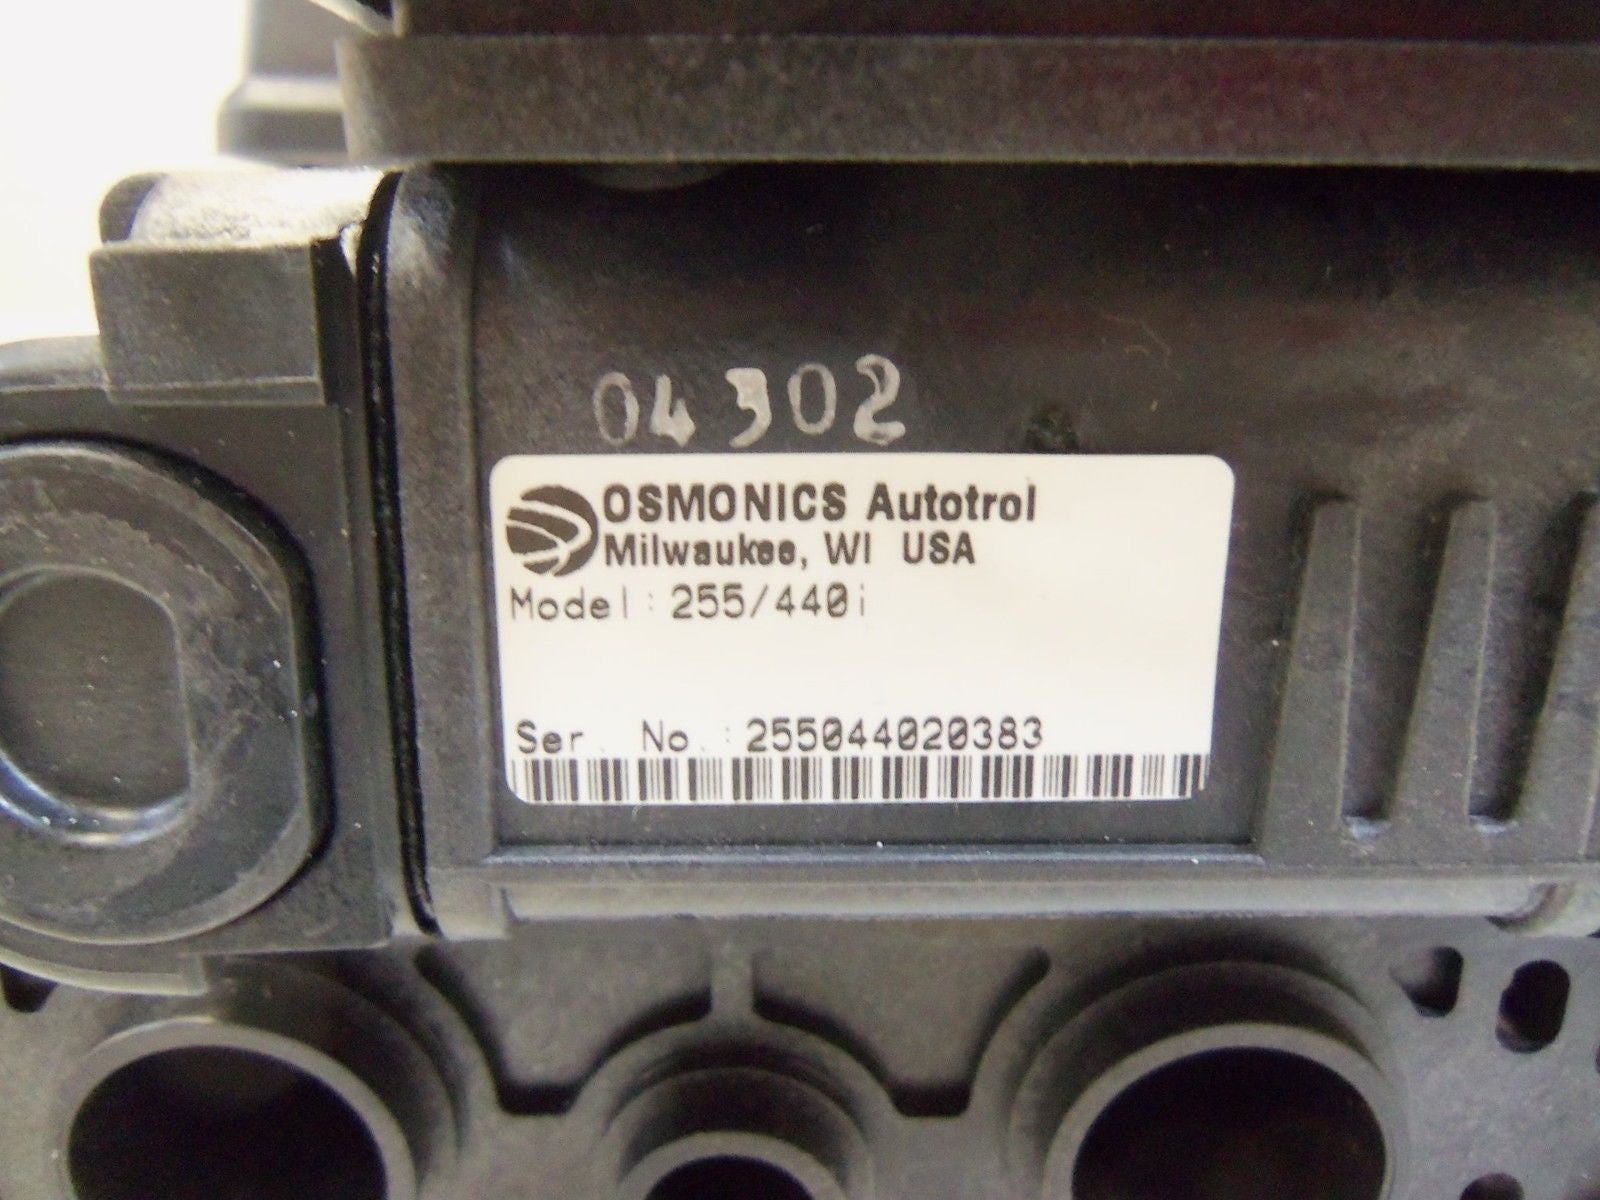 04302
OSMONICS Autotrol
Milwaukee, WI USA
Model: 255/440i
Ser. No.: 255044020383